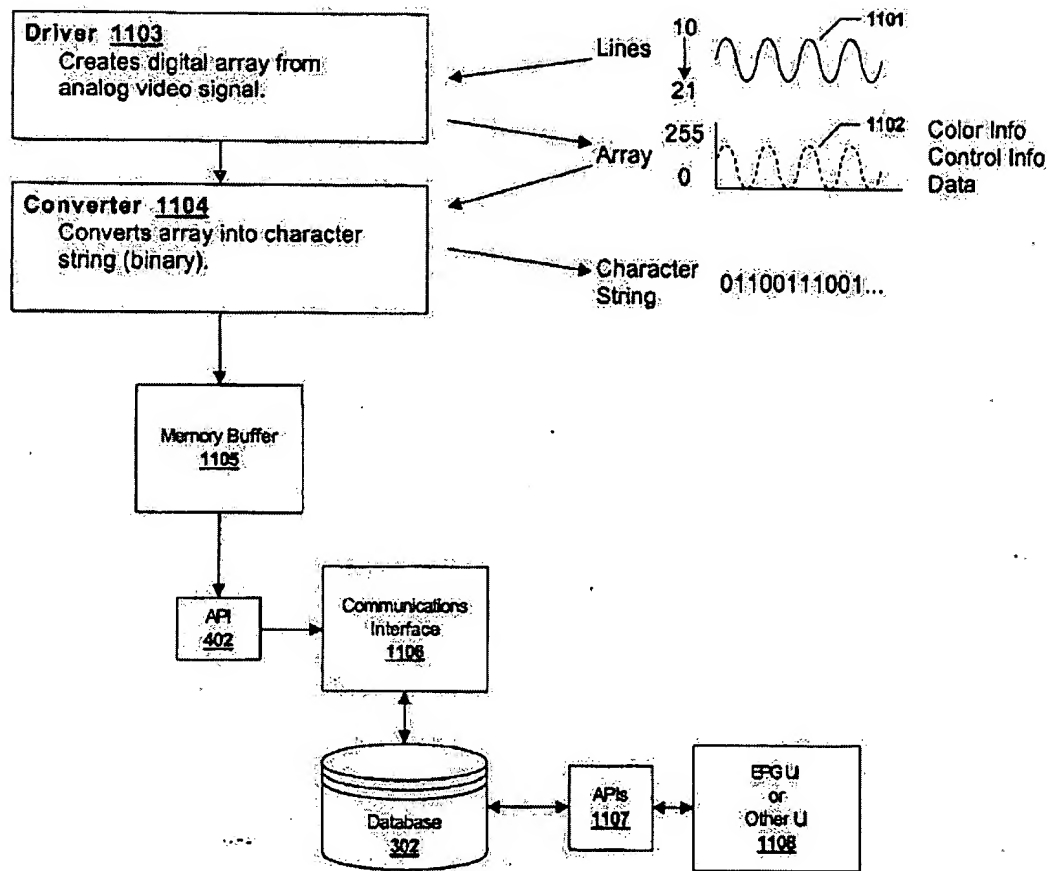 Driver 1103
Creates digital array from
analog video signal.
Lines
10
21
1101
Array
255
0
1102
Color Info
Control Info
Data
Converter 1104
Converts array into character
string (binary).
Character
String
01100111001...
Memory Buffer
1105
API
402
Communications
Interface
1106
Database
302
APIs
1107
EPG UI
or
Other UI
1108